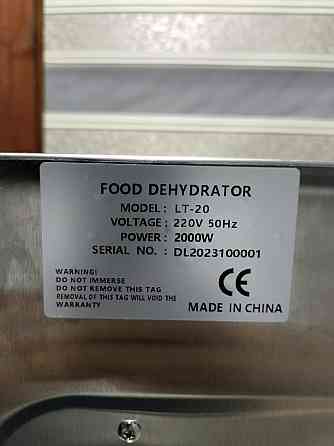 FOOD DEHYDRATOR
MODEL: LT-20
VOLTAGE: 220V 50Hz
POWER: 2000W
SERIAL NO.: DL2023100001
WARNING!
DO NOT IMMERSE
DO NOT REMOVE THIS TAG
REMOVAL OF THIS TAG WILL VOID THE
WARRANTY
CE
MADE IN CHINA